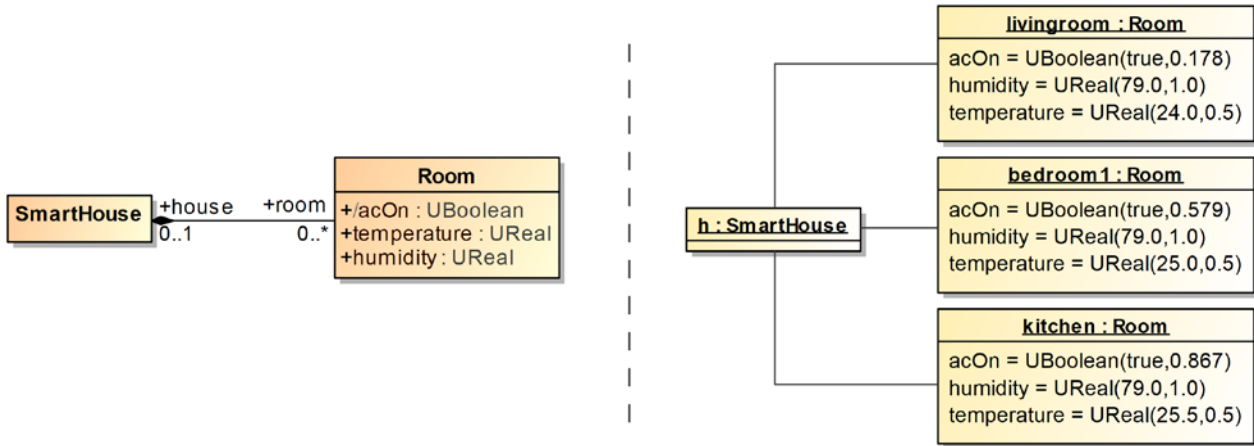 SmartHouse
+house
0..1
+room
0..*
Room
+/acOn : UBoolean
+temperature : UReal
+humidity : UReal
h : SmartHouse
livingroom : Room
acOn = UBoolean(true,0.178)
humidity = UReal(79.0,1.0)
temperature = UReal(24.0,0.5)
bedroom1 : Room
acOn = UBoolean(true,0.579)
humidity = UReal(79.0,1.0)
temperature = UReal(25.0,0.5)
kitchen : Room
acOn = UBoolean(true,0.867)
humidity = UReal(79.0,1.0)
temperature = UReal(25.5,0.5)